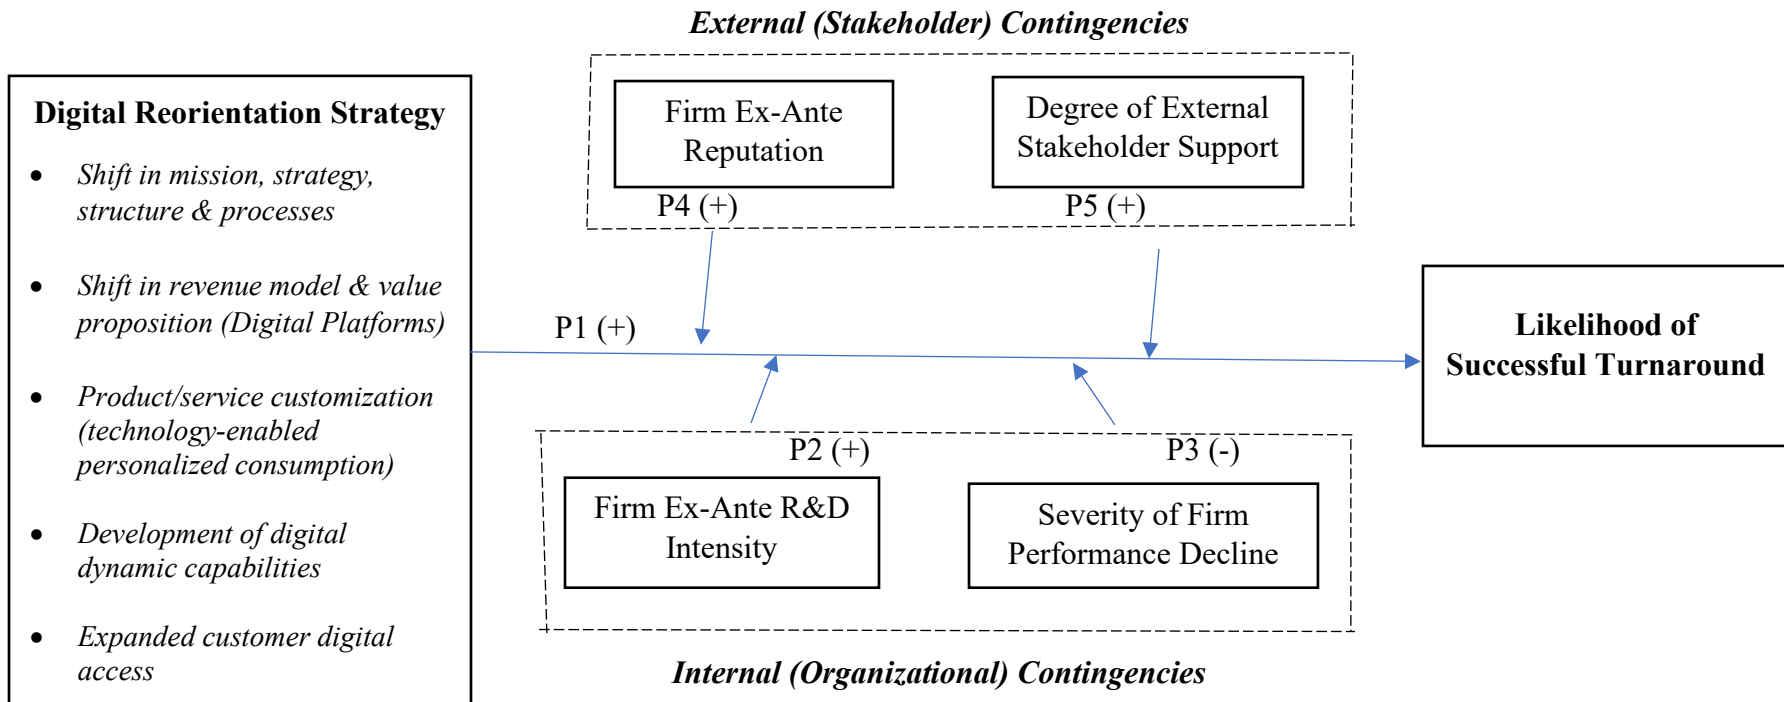 External (Stakeholder) Contingencies
Digital Reorientation Strategy
• Shift in mission, strategy,
structure & processes
• Shift in revenue model & value
proposition (Digital Platforms)
• Product/service customization
(technology-enabled
personalized consumption)
• Development of digital
dynamic capabilities
• Expanded customer digital
access
Firm Ex-Ante
Reputation
P4 (+)
Degree of External
Stakeholder Support
P5 (+)
P1 (+)
Likelihood of
Successful Turnaround
P2 (+)
Firm Ex-Ante R&D
Intensity
P3 (-)
Severity of Firm
Performance Decline
Internal (Organizational) Contingencies